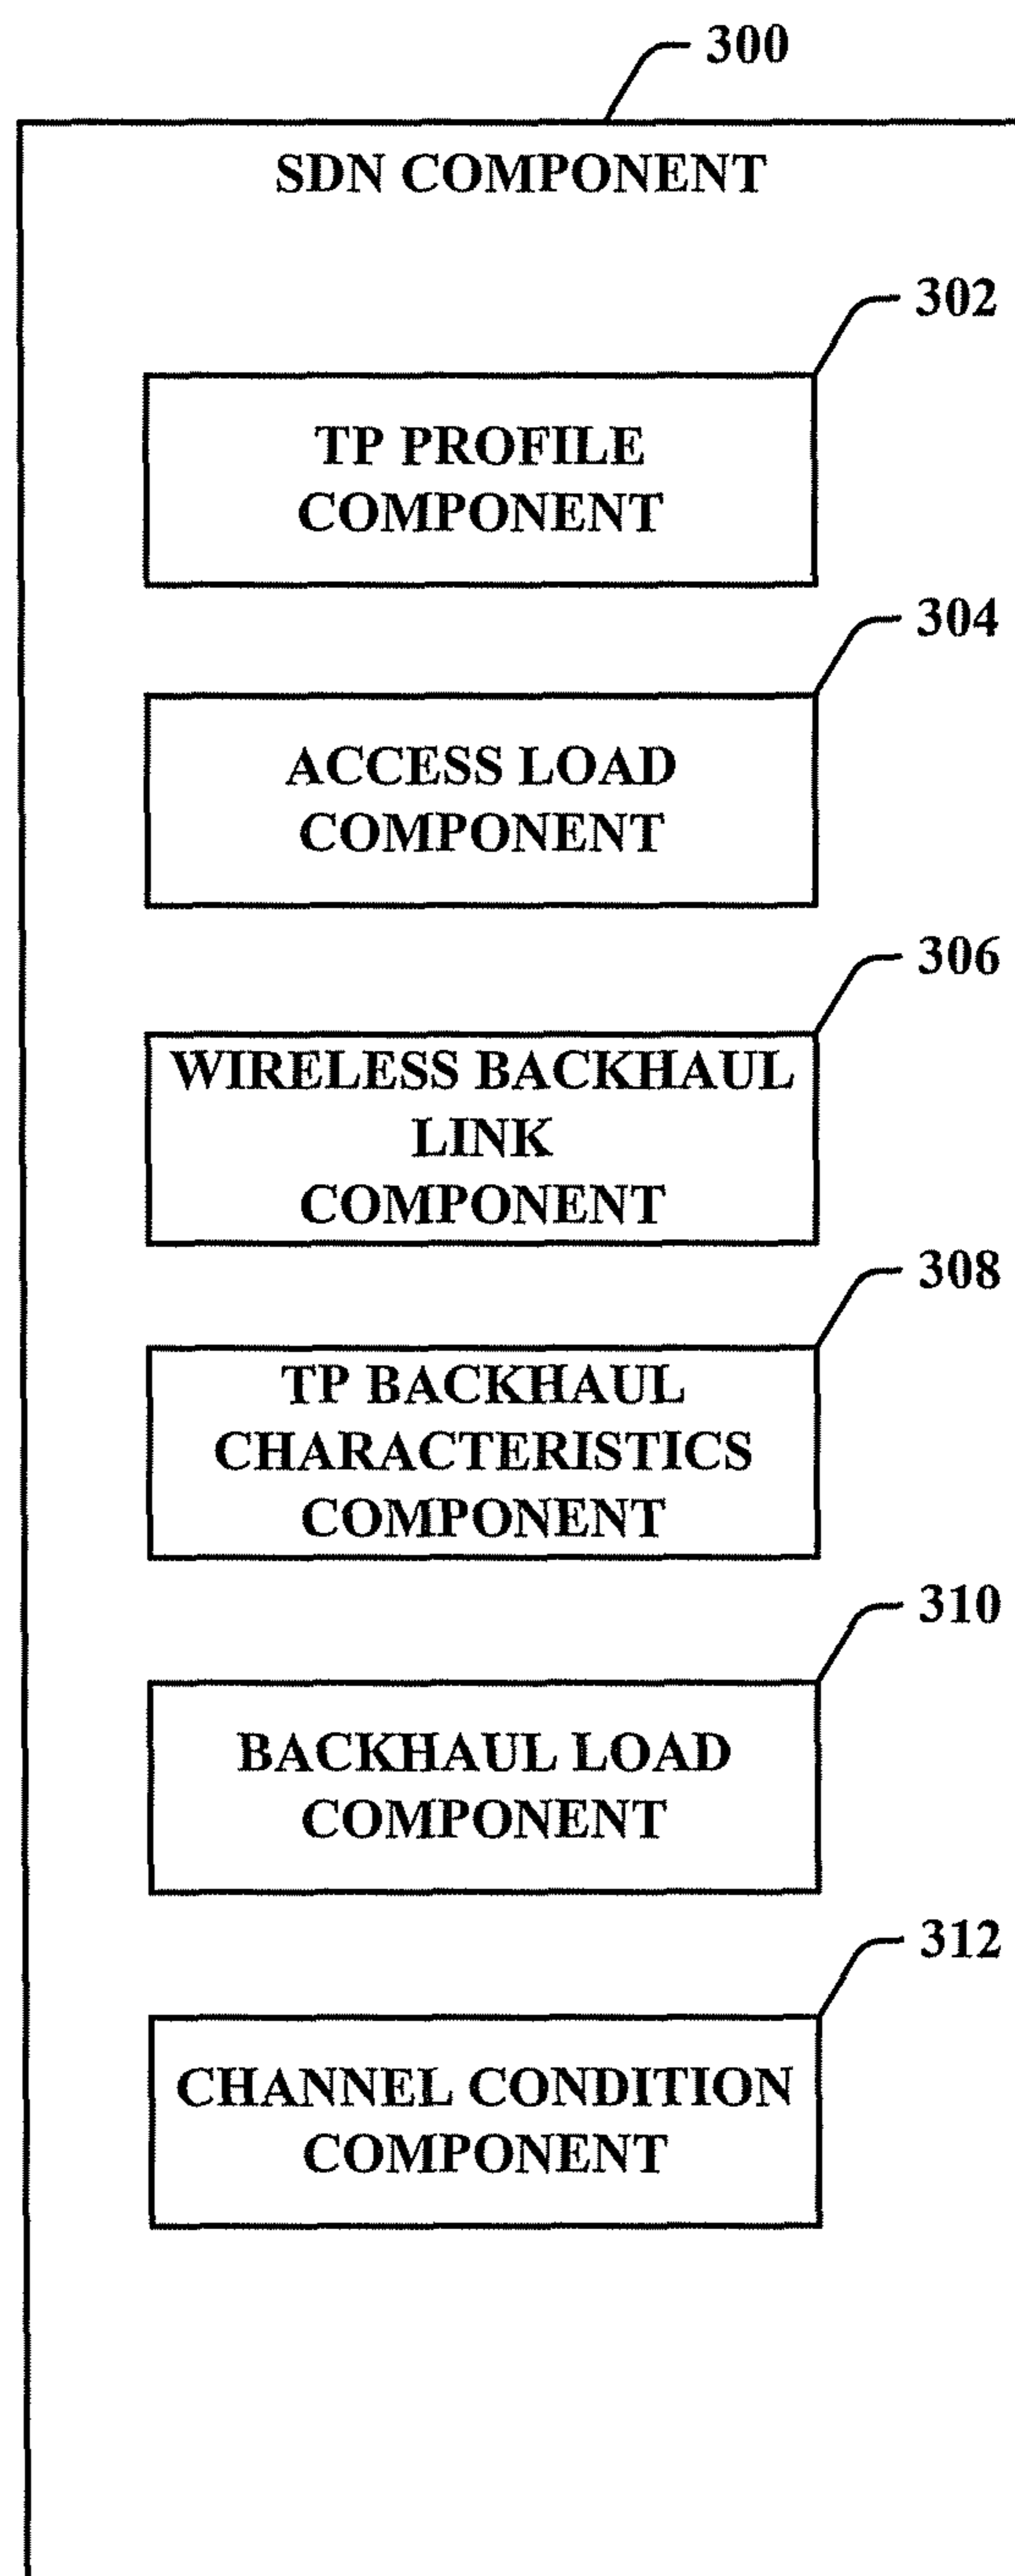 300
SDN COMPONENT
302
TP PROFILE
COMPONENT
304
ACCESS LOAD
COMPONENT
306
WIRELESS BACKHAUL
LINK
COMPONENT
308
TP BACKHAUL
CHARACTERISTICS
COMPONENT
310
BACKHAUL LOAD
COMPONENT
312
CHANNEL CONDITION
COMPONENT